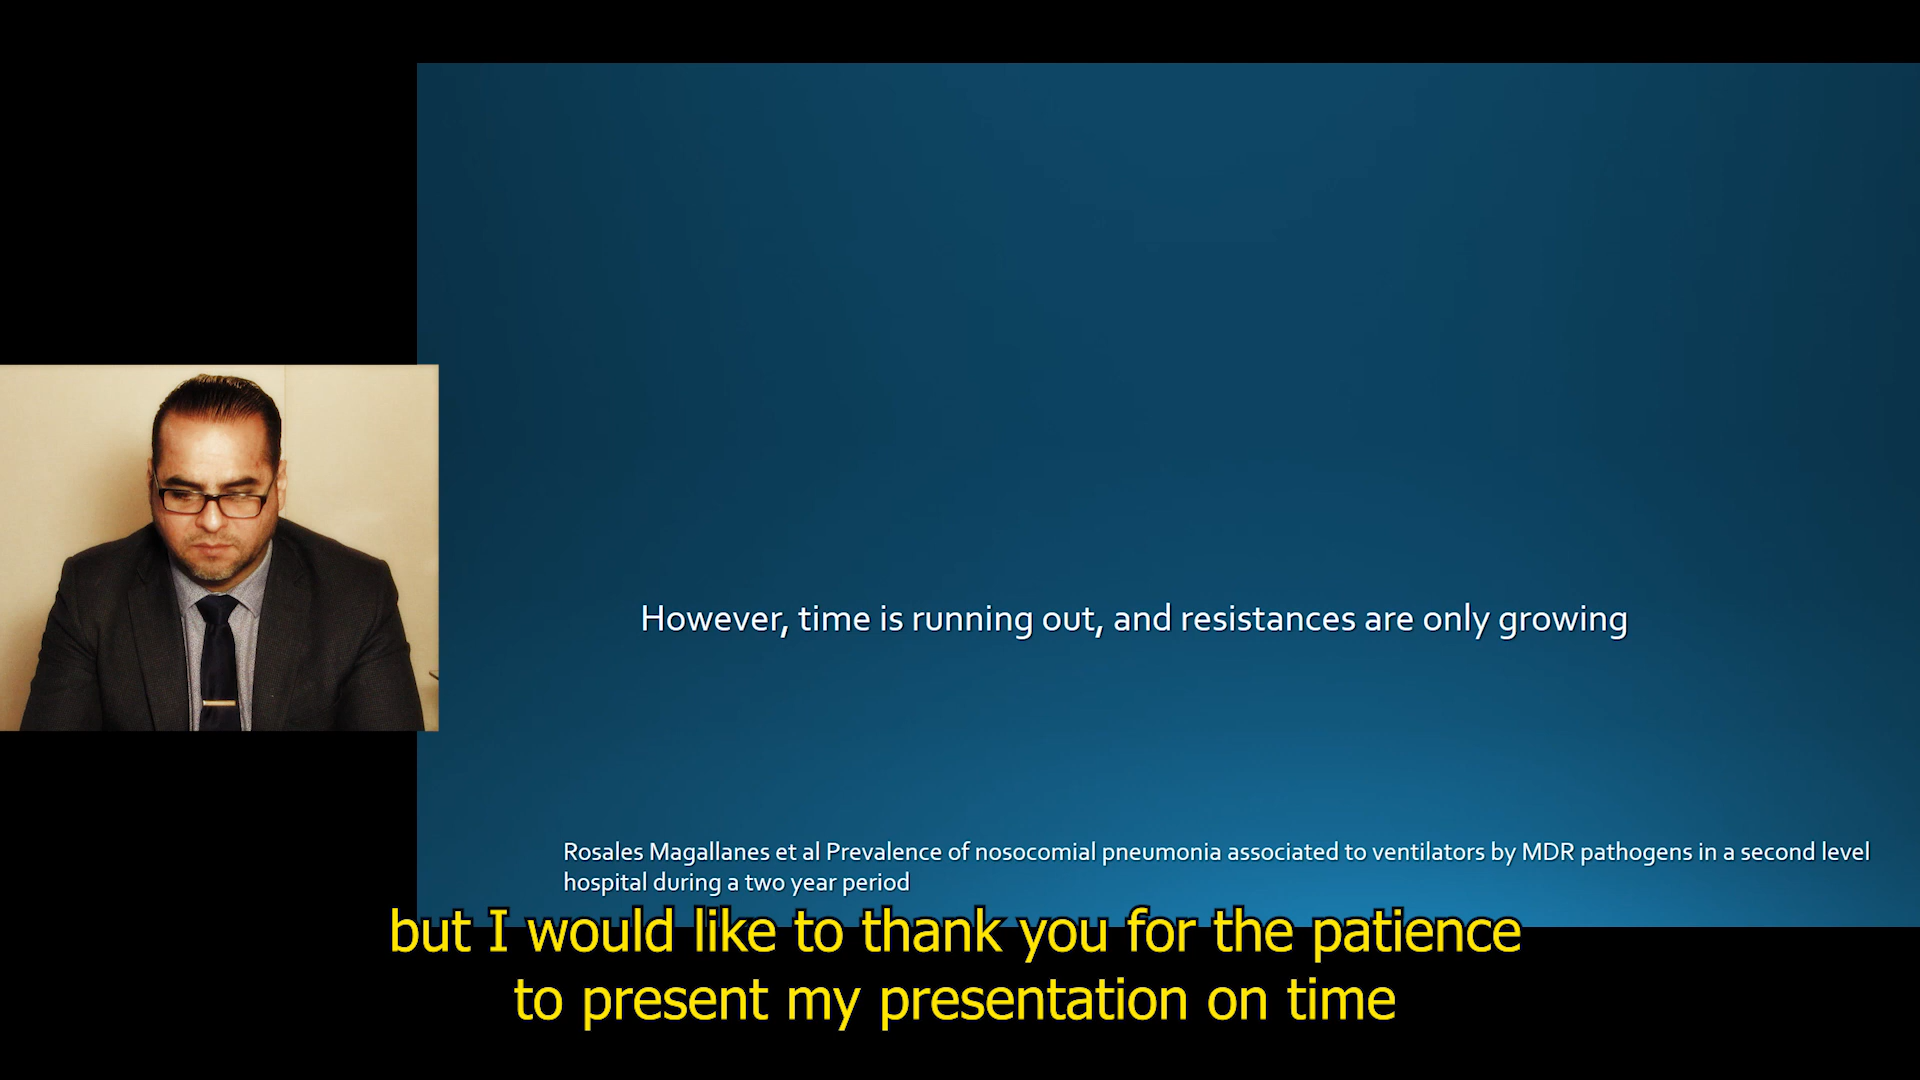 However, time is running out, and resistances are only growing
Rosales Magallanes et al Prevalence of nosocomial pneumonia associated to ventilators by MDR pathogens in a second level
hospital during a two year period
but I would like to thank you for the patience
to present my presentation on time